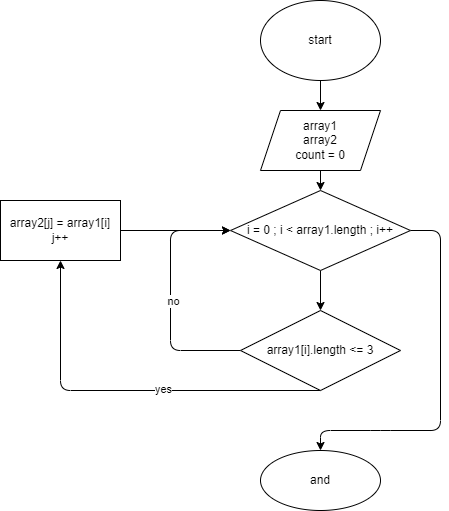 start
array1
array2
count = 0
array2[j] = array1[i]
j++
i = 0 ; i < array1.length ; i++
no
array1[i].length <= 3
yes
and